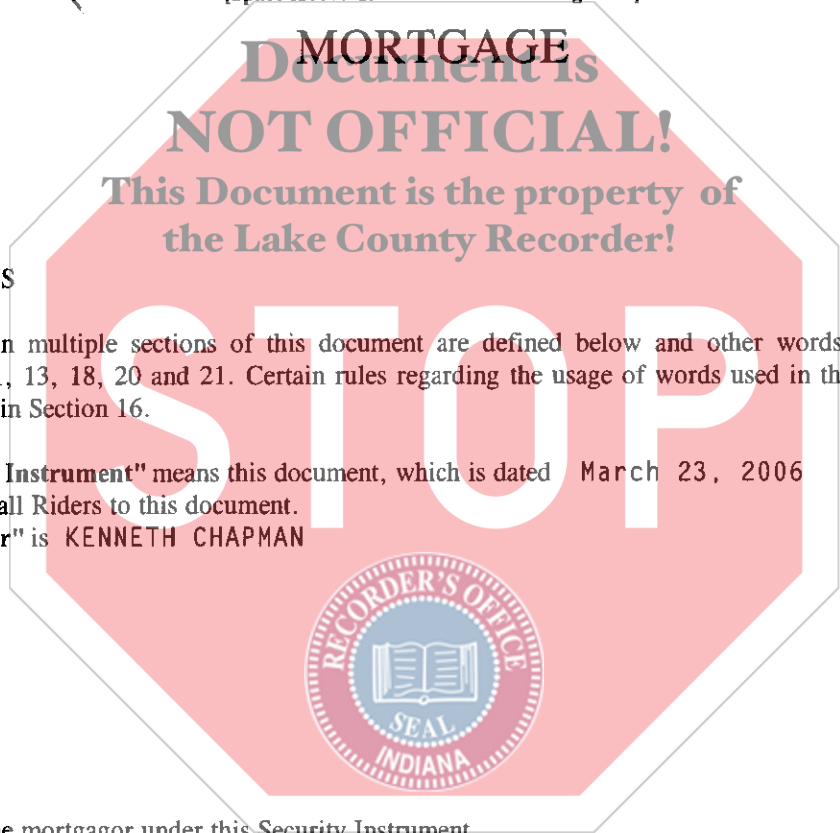 MORTGAGE
Document is
NOT OFFICIAL!
This Document is the property of
the Lake County Recorder!
S
n multiple sections of this document are defined below and other words
, 13, 18, 20 and 21. Certain rules regarding the usage of words used in th
in Section 16.
STOP
Instrument" means this document, which is dated March 23, 2006
all Riders to this document.
r" is KENNETH CHAPMAN
RECORDER'S OFFICE
SEAL
INDIANA
e mortgagor under this Security Instrument